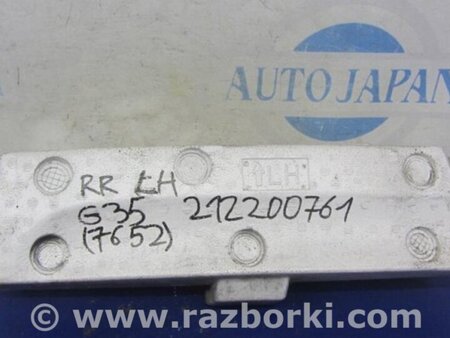 AUTO JAPAN
↑LH
RR LH
G35 212200761
(7652)
www.razborki.com